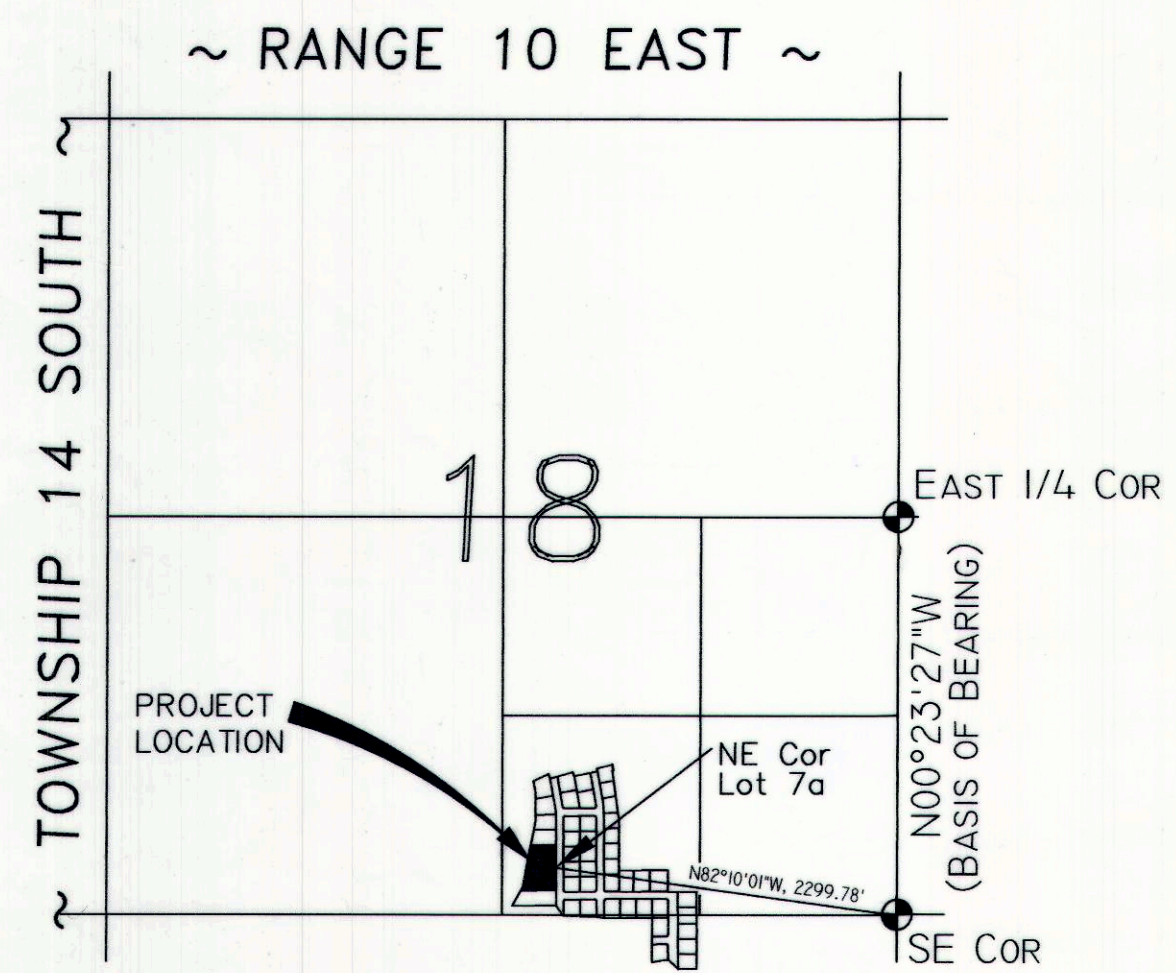 ~ RANGE 10 EAST ~
~ TOWNSHIP 14 SOUTH ~
18
EAST 1/4 COR
N00°23'27"W
(BASIS OF BEARING)
PROJECT
LOCATION
NE Cor
Lot 7a
N82°10'01"W, 2299.78'
SE COR